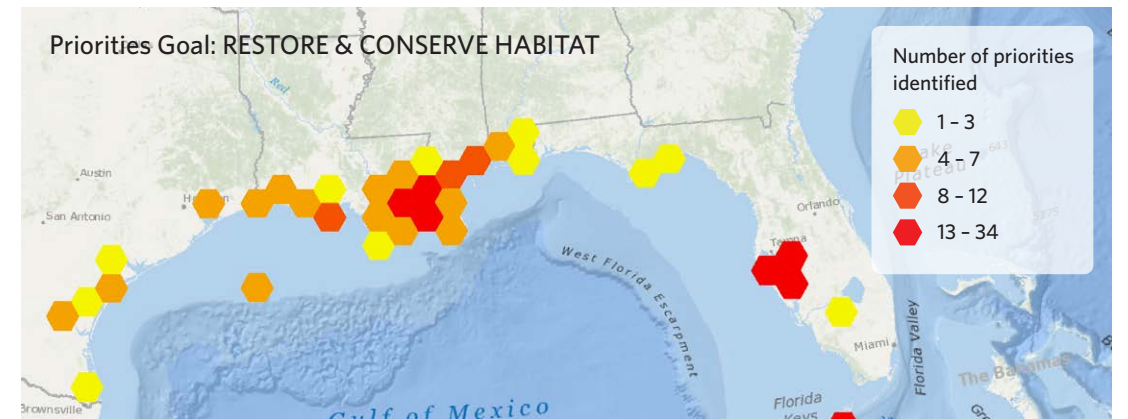 Priorities Goal: RESTORE & CONSERVE HABITAT
Number of priorities
identified
1 – 3
4 – 7
8 – 12
13 – 34
Red
Austin
San Antonio
Orlando
Tampa
Plateau
West Florida Escarpment
Miami
Florida Valley
The Bahamas
Brownsville
Gulf of Mexico
Florida
Keys